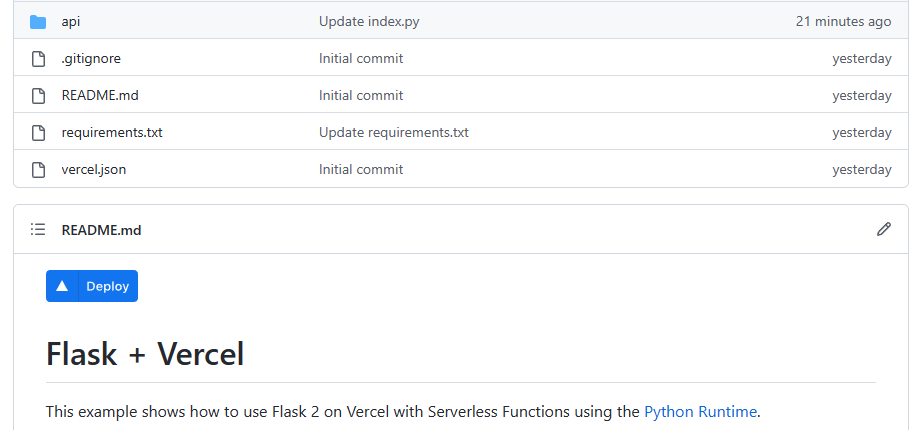 api Update index.py 21 minutes ago
.gitignore Initial commit yesterday
README.md Initial commit yesterday
requirements.txt Update requirements.txt yesterday
vercel.json Initial commit yesterday
README.md
Deploy
Flask + Vercel
This example shows how to use Flask 2 on Vercel with Serverless Functions using the Python Runtime.